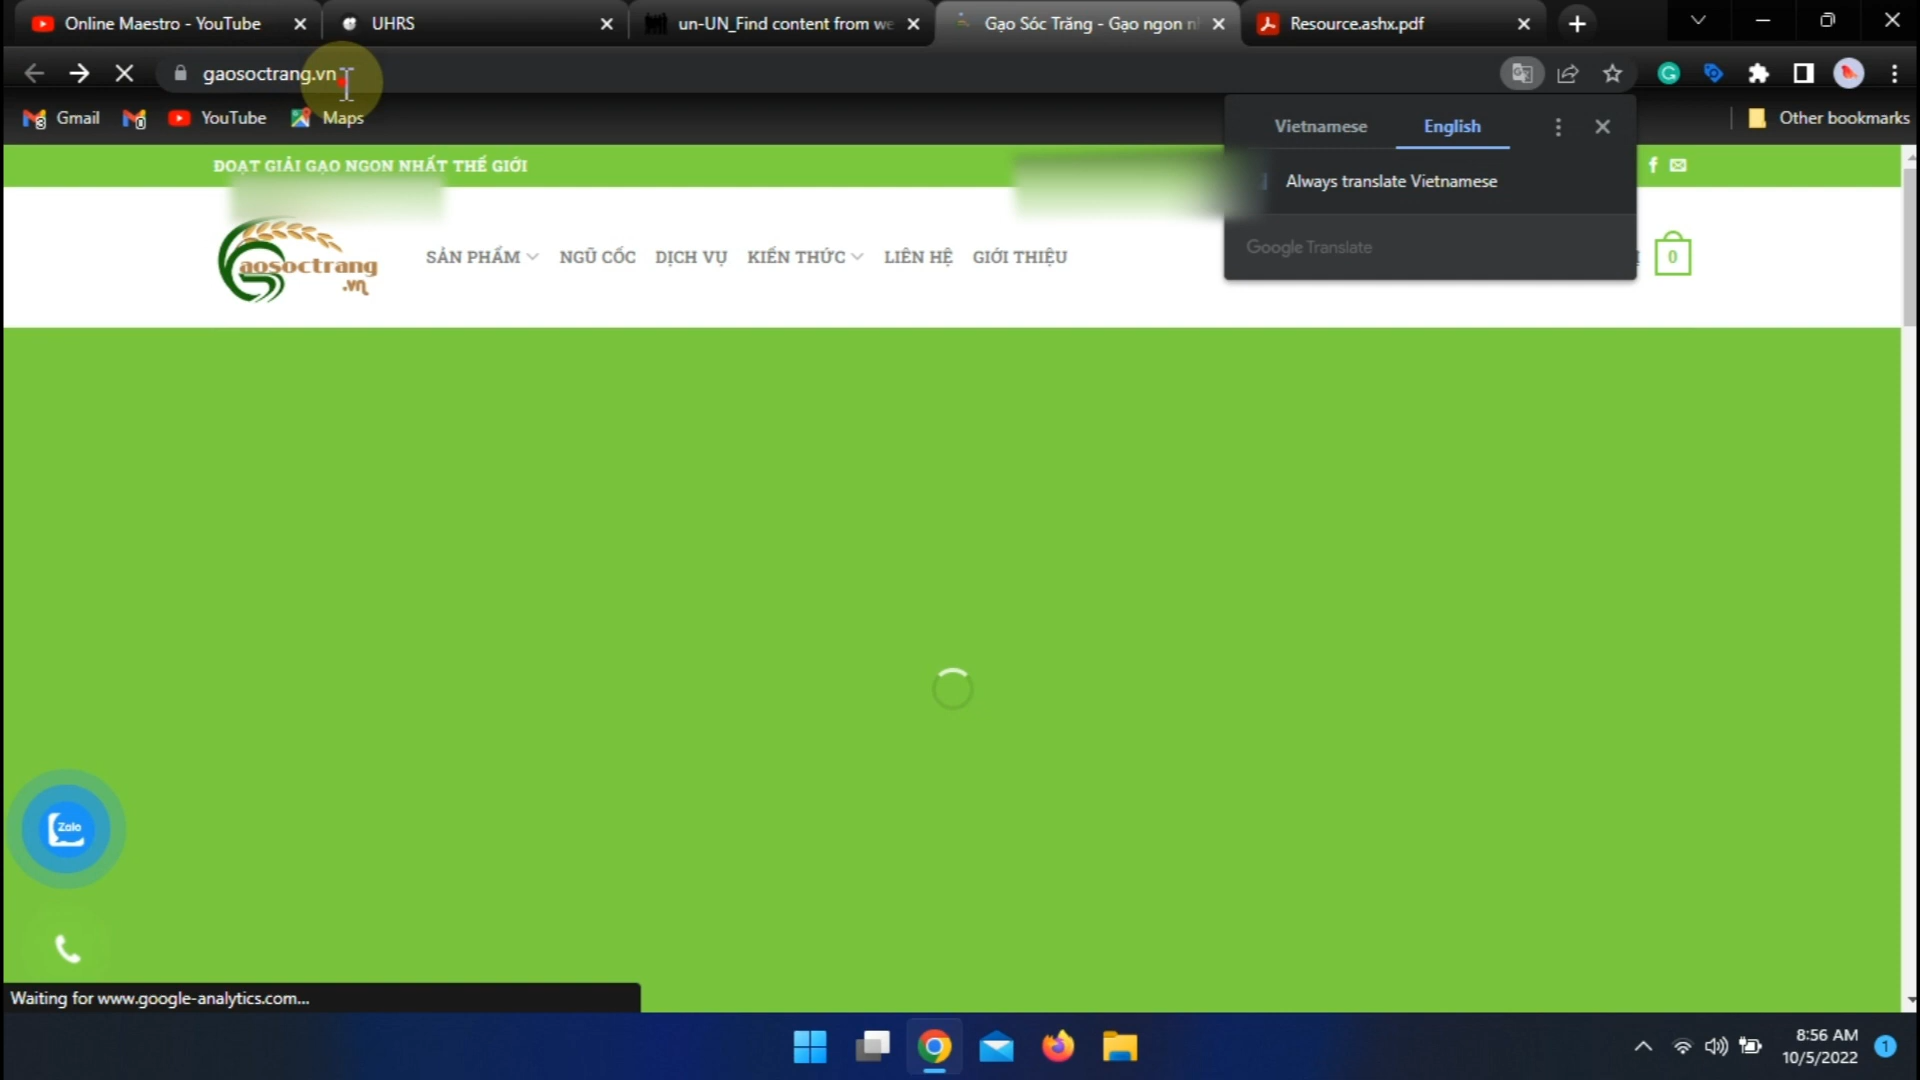 Online Maestro - YouTube
UHRS
un-UN_Find content from we
Gạo Sóc Trăng - Gạo ngon n
Resource.ashx.pdf
gaosoctrang.vn
Gmail
YouTube
Maps
Other bookmarks
Vietnamese
English
Always translate Vietnamese
Google Translate
ĐOẠT GIẢI GẠO NGON NHẤT THẾ GIỚI
aosoctrang
.vn
SẢN PHẨM
NGŨ CỐC
DỊCH VỤ
KIẾN THỨC
LIÊN HỆ
GIỚI THIỆU
0
Zalo
Waiting for www.google-analytics.com...
8:56 AM
10/5/2022
1